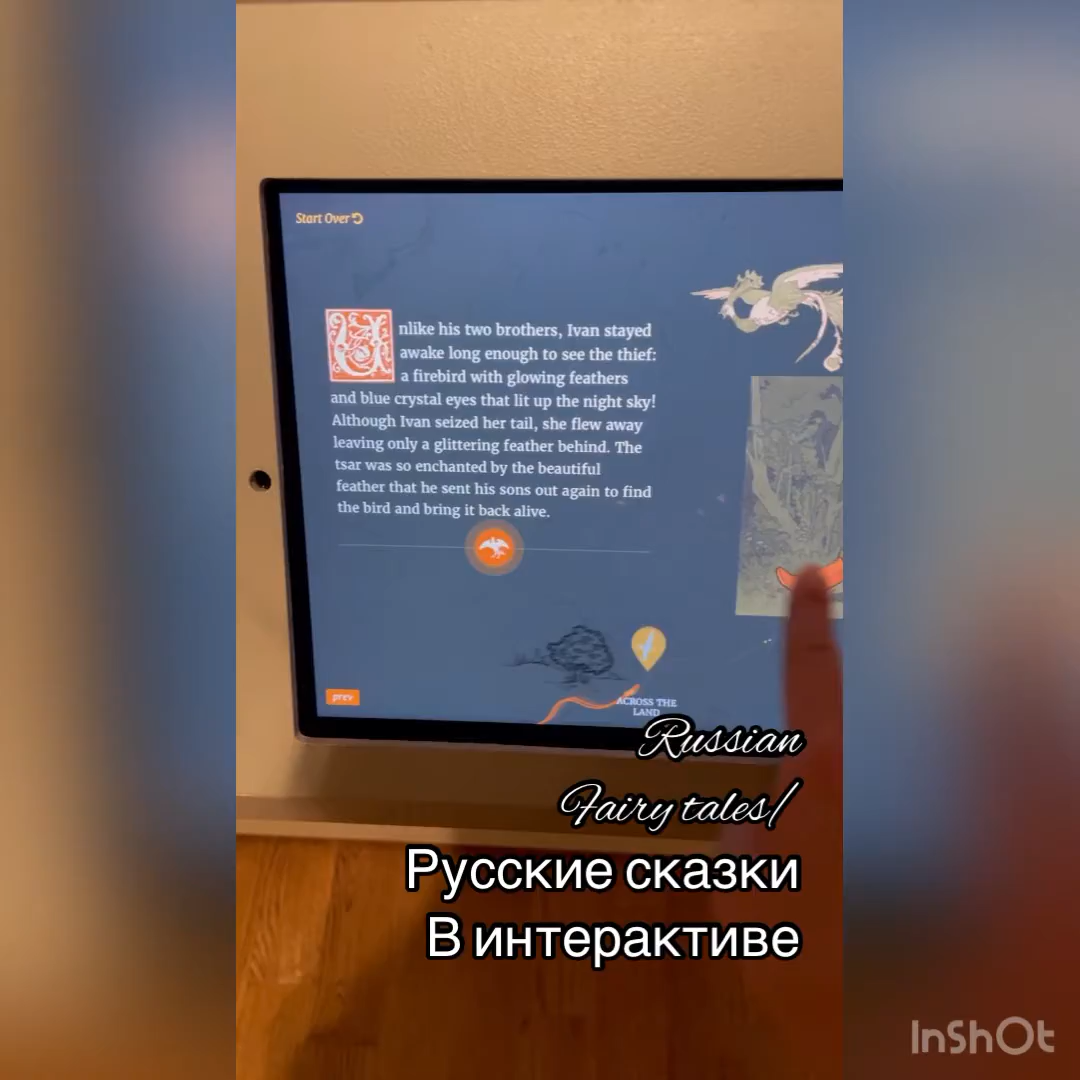 Start Over
Unlike his two brothers, Ivan stayed
awake long enough to see the thief:
a firebird with glowing feathers
and blue crystal eyes that lit up the night sky!
Although Ivan seized her tail, she flew away
leaving only a glittering feather behind. The
tsar was so enchanted by the beautiful
feather that he sent his sons out again to find
the bird and bring it back alive.
prev
ACROSS THE
LAND
Russian
Fairy tales/
Русские сказки
В интерактиве
InShOt